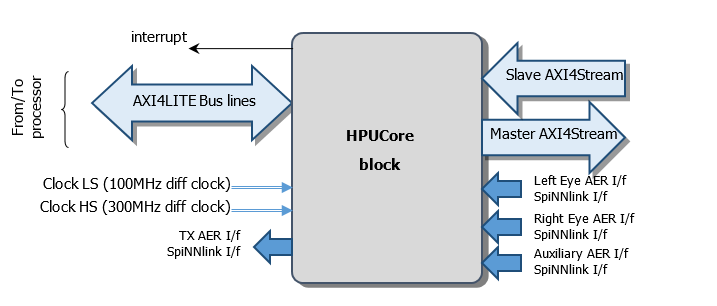 interrupt
From/To
processor
AXI4LITE Bus lines
Clock LS (100MHz diff clock)
Clock HS (300MHz diff clock)
TX AER I/f
SpiNNlink I/f
HPUCore
block
Slave AXI4Stream
Master AXI4Stream
Left Eye AER I/f
SpiNNlink I/f
Right Eye AER I/f
SpiNNlink I/f
Auxiliary AER I/f
SpiNNlink I/f